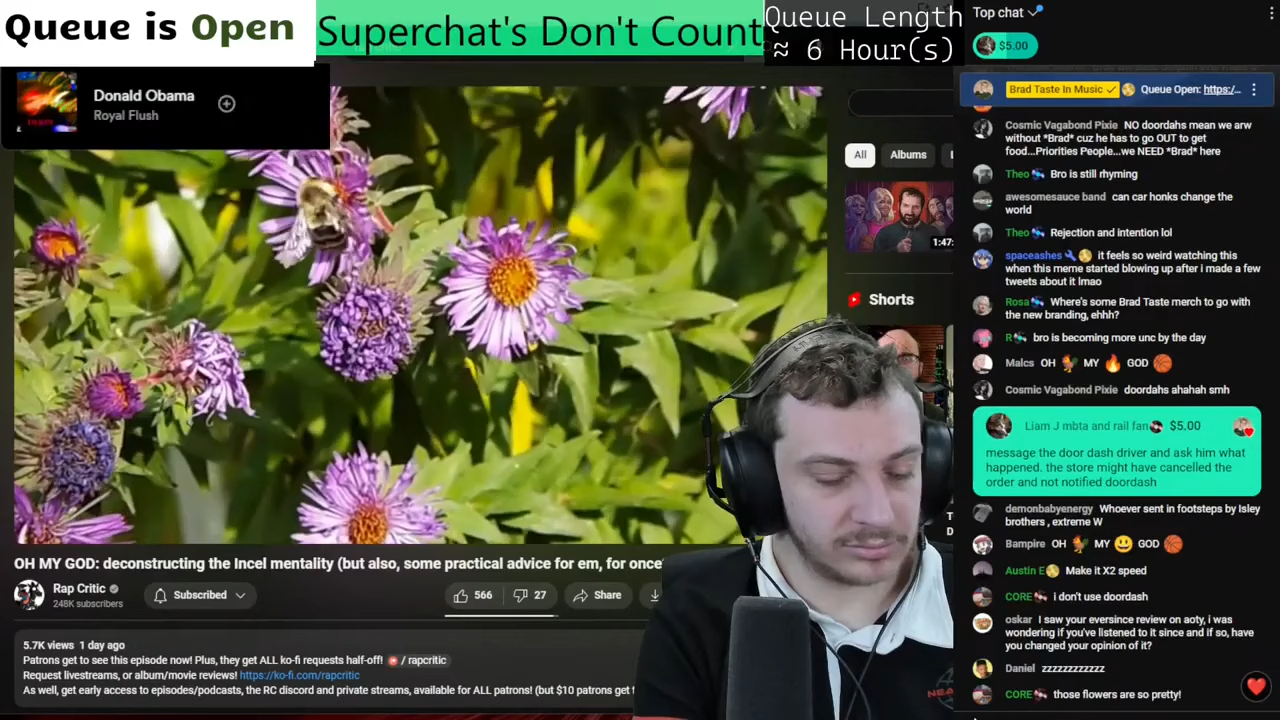 Queue is Open
Superchat's Don't Count
Queue Length
≈ 6 Hour(s)
Donald Obama
Royal Flush
All
Albums
1:47:
Shorts
OH MY GOD: deconstructing the Incel mentality (but also, some practical advice for em, for once
Rap Critic
248K subscribers
Subscribed
566
27
Share
5.7K views 1 day ago
Patrons get to see this episode now! Plus, they get ALL ko-fi requests half-off! / rapcritic
Request livestreams, or album/movie reviews! https://ko-fi.com/rapcritic
As well, get early access to episodes/podcasts, the RC discord and private streams, available for ALL patrons! (but $10 patrons get t
Top chat
$5.00
Brad Taste In Music Queue Open: https:/...
Cosmic Vagabond Pixie NO doordahs mean we arw
without *Brad* cuz he has to go OUT to get
food...Priorities People...we NEED *Brad* here
Theo Bro is still rhyming
awesomesauce band can car honks change the
world
Theo Rejection and intention lol
spaceashes it feels so weird watching this
when this meme started blowing up after i made a few
tweets about it lmao
Rosa Where's some Brad Taste merch to go with
the new branding, ehhh?
R bro is becoming more unc by the day
Malcs OH 🐓 MY 🔥 GOD 🏀
Cosmic Vagabond Pixie doordahs ahahah smh
Liam J mbta and rail fan $5.00
message the door dash driver and ask him what
happened. the store might have cancelled the
order and not notified doordash
demonbabyenergy Whoever sent in footsteps by Isley
brothers , extreme W
Bampire OH 🐓 MY 😃 GOD 🏀
Austin E Make it X2 speed
CORE i don't use doordash
oskar I saw your eversince review on aoty, i was
wondering if you've listened to it since and if so, have
you changed your opinion of it?
Daniel zzzzzzzzzzzz
CORE those flowers are so pretty!